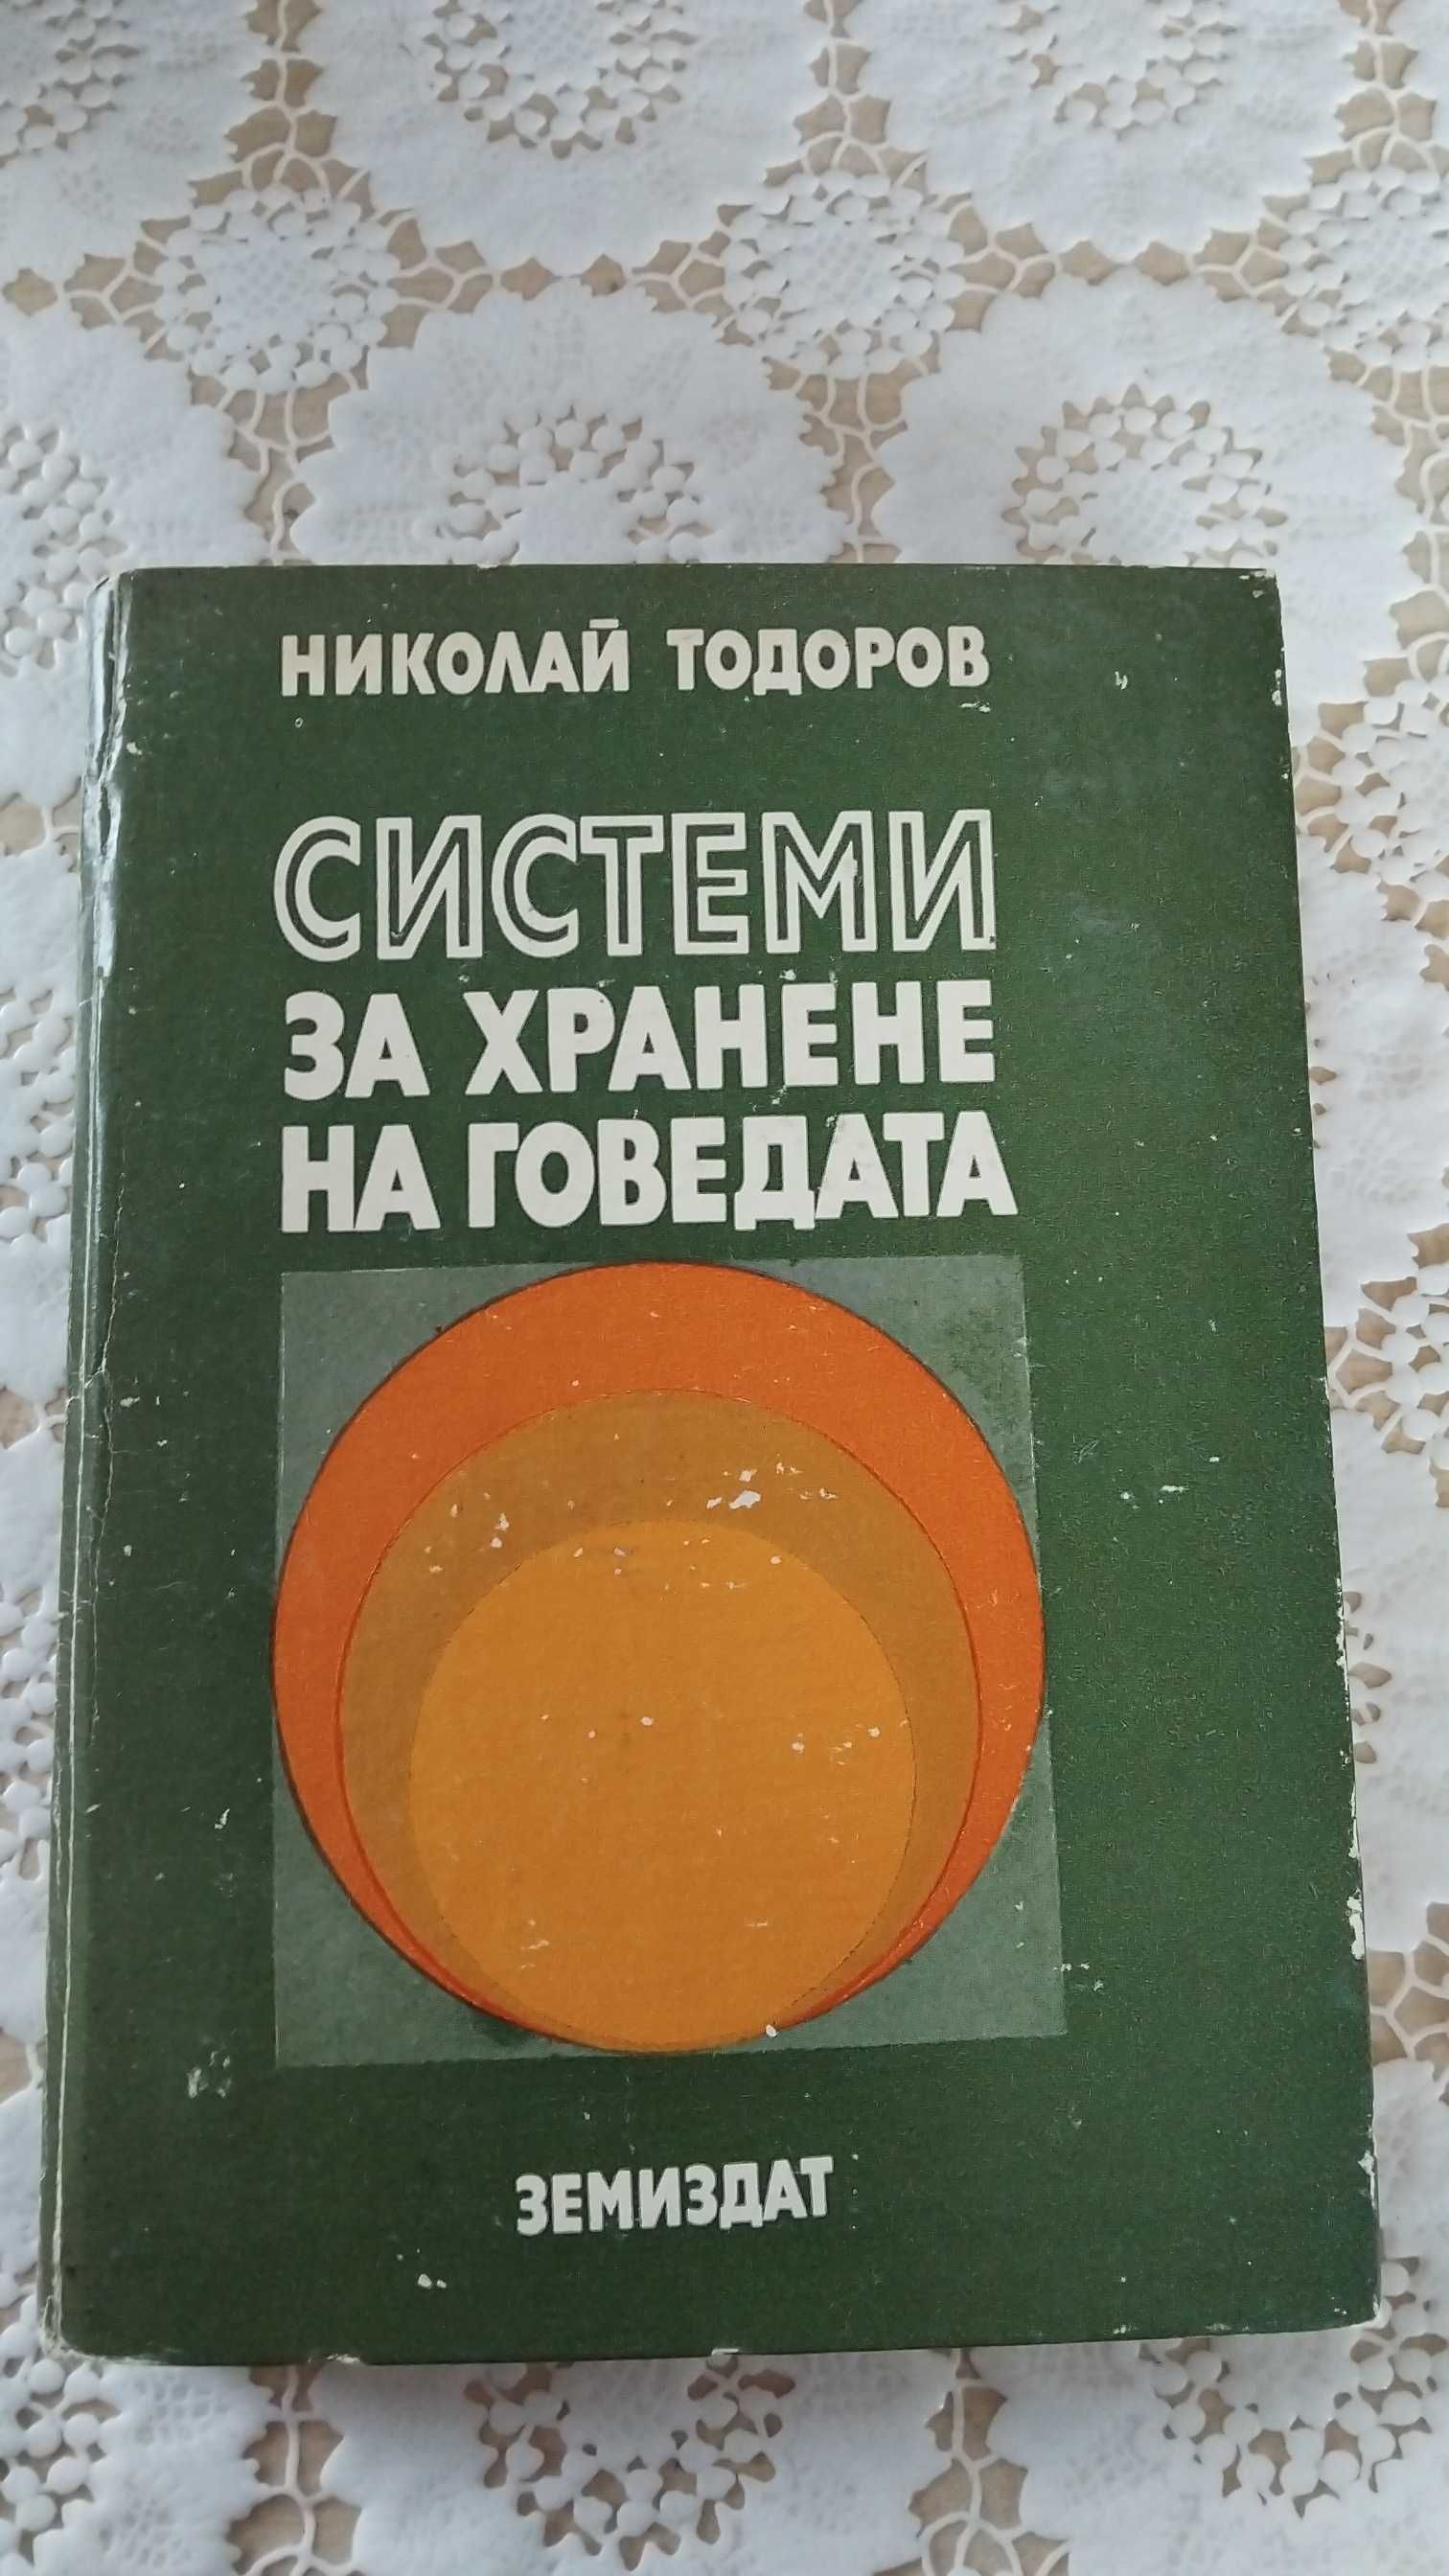 НИКОЛАЙ ТОДОРОВ
СИСТЕМИ
ЗА ХРАНЕНЕ
НА ГОВЕДАТА
ЗЕМИЗДАТ